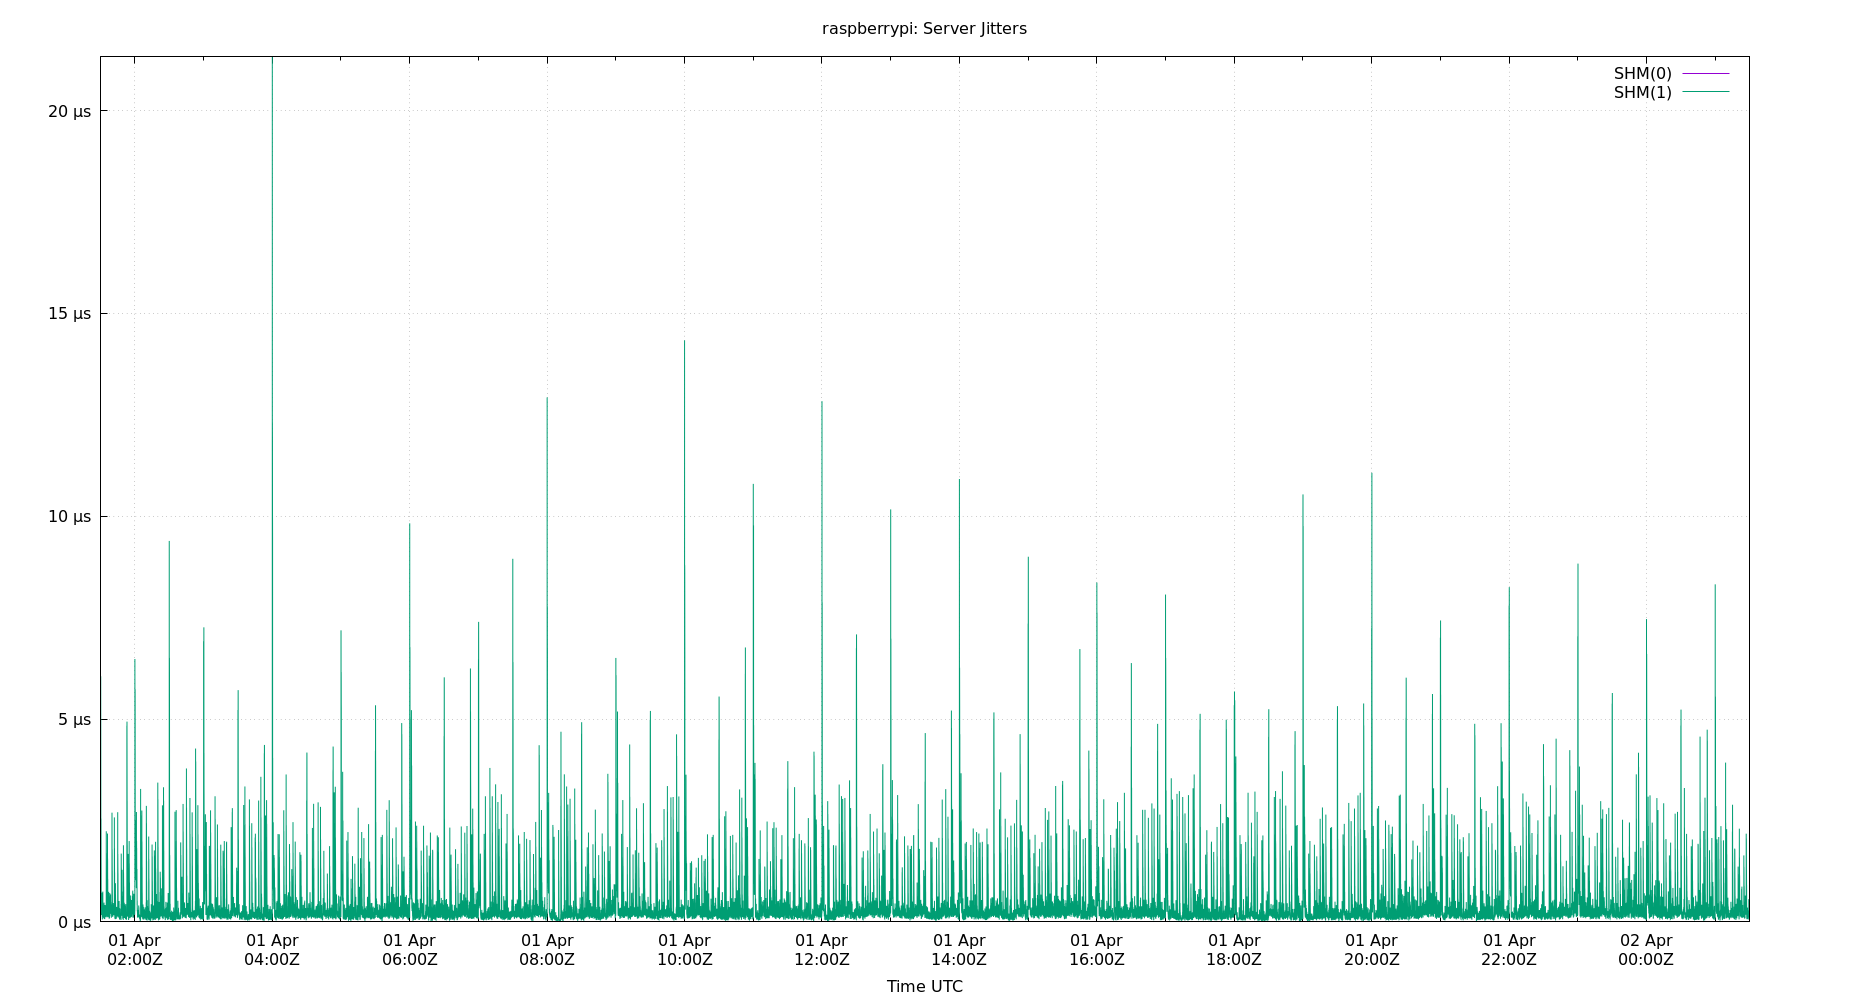 raspberrypi: Server Jitters
SHM(0)
SHM(1)
20 µs
15 µs
10 µs
5 µs
0 µs
01 Apr 01 Apr 01 Apr 01 Apr 01 Apr 01 Apr 01 Apr 01 Apr 01 Apr 01 Apr 01 Apr 02 Apr
02:00Z 04:00Z 06:00Z 08:00Z 10:00Z 12:00Z 14:00Z 16:00Z 18:00Z 20:00Z 22:00Z 00:00Z
Time UTC